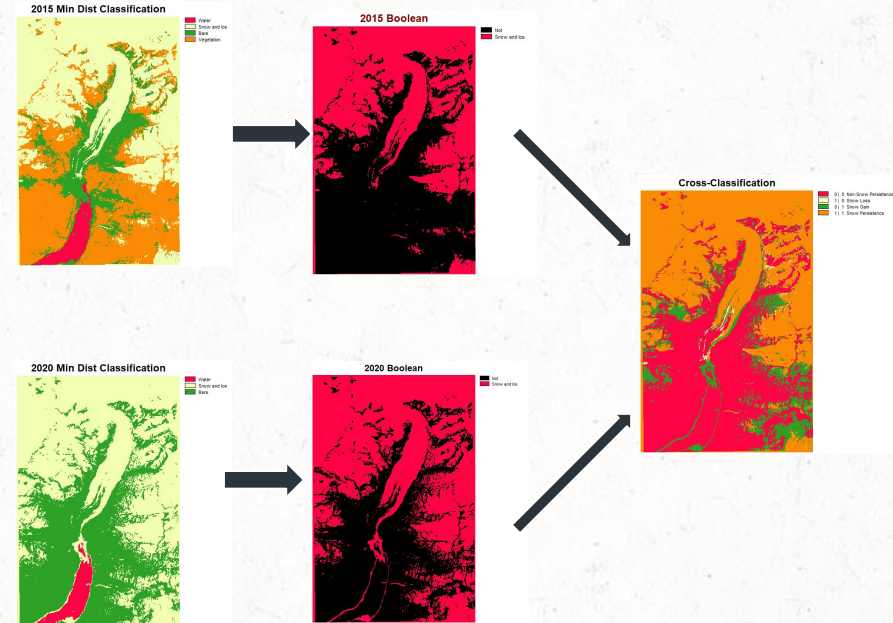 2015 Min Dist Classification
Water
Snow and Ice
Bare
Vegetation
2015 Boolean
Not
Snow and Ice
Cross-Classification
0 | 0 Non-Snow Persistence
1 | 0 Snow Loss
0 | 1 Snow Gain
1 | 1 Snow Persistence
2020 Min Dist Classification
Water
Snow and Ice
Bare
2020 Boolean
Not
Snow and Ice